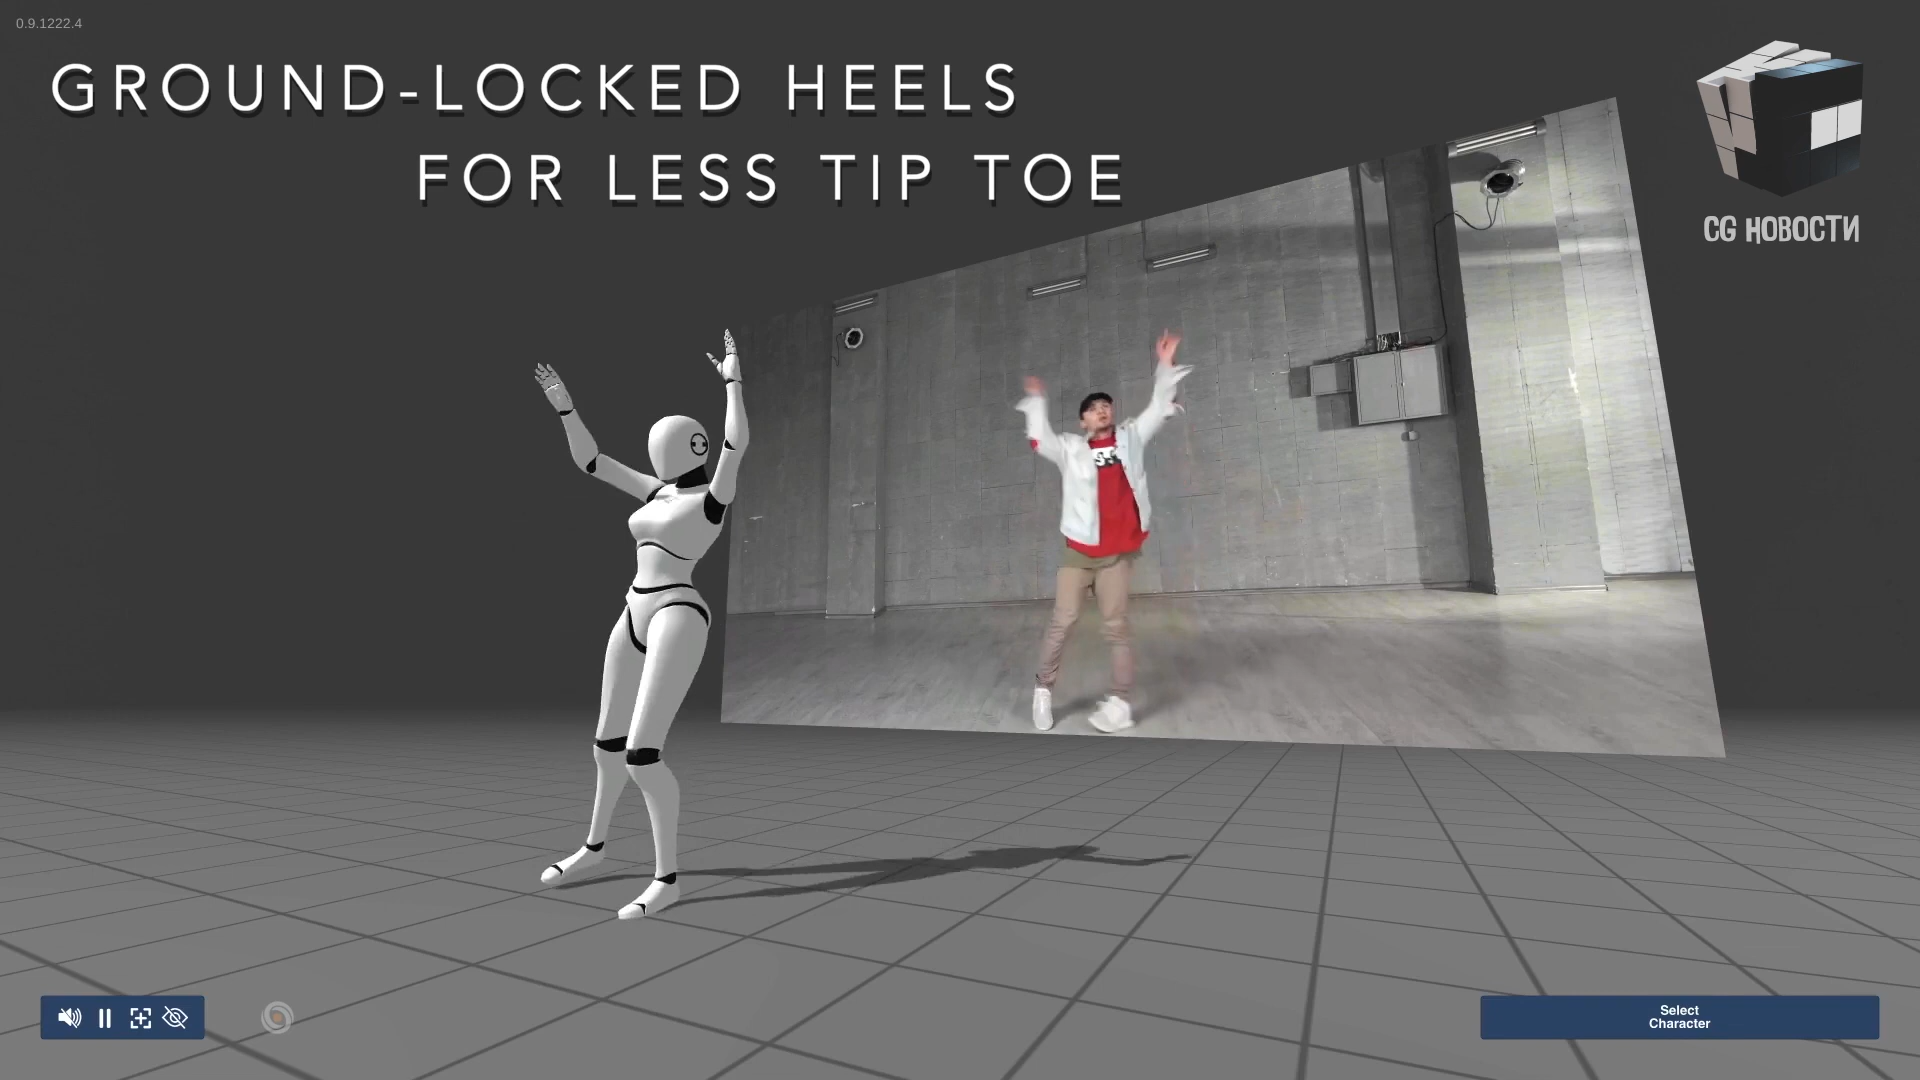 0.9.1222.4
GROUND-LOCKED HEELS
FOR LESS TIP TOE
CG НОВОСТИ
Select
Character